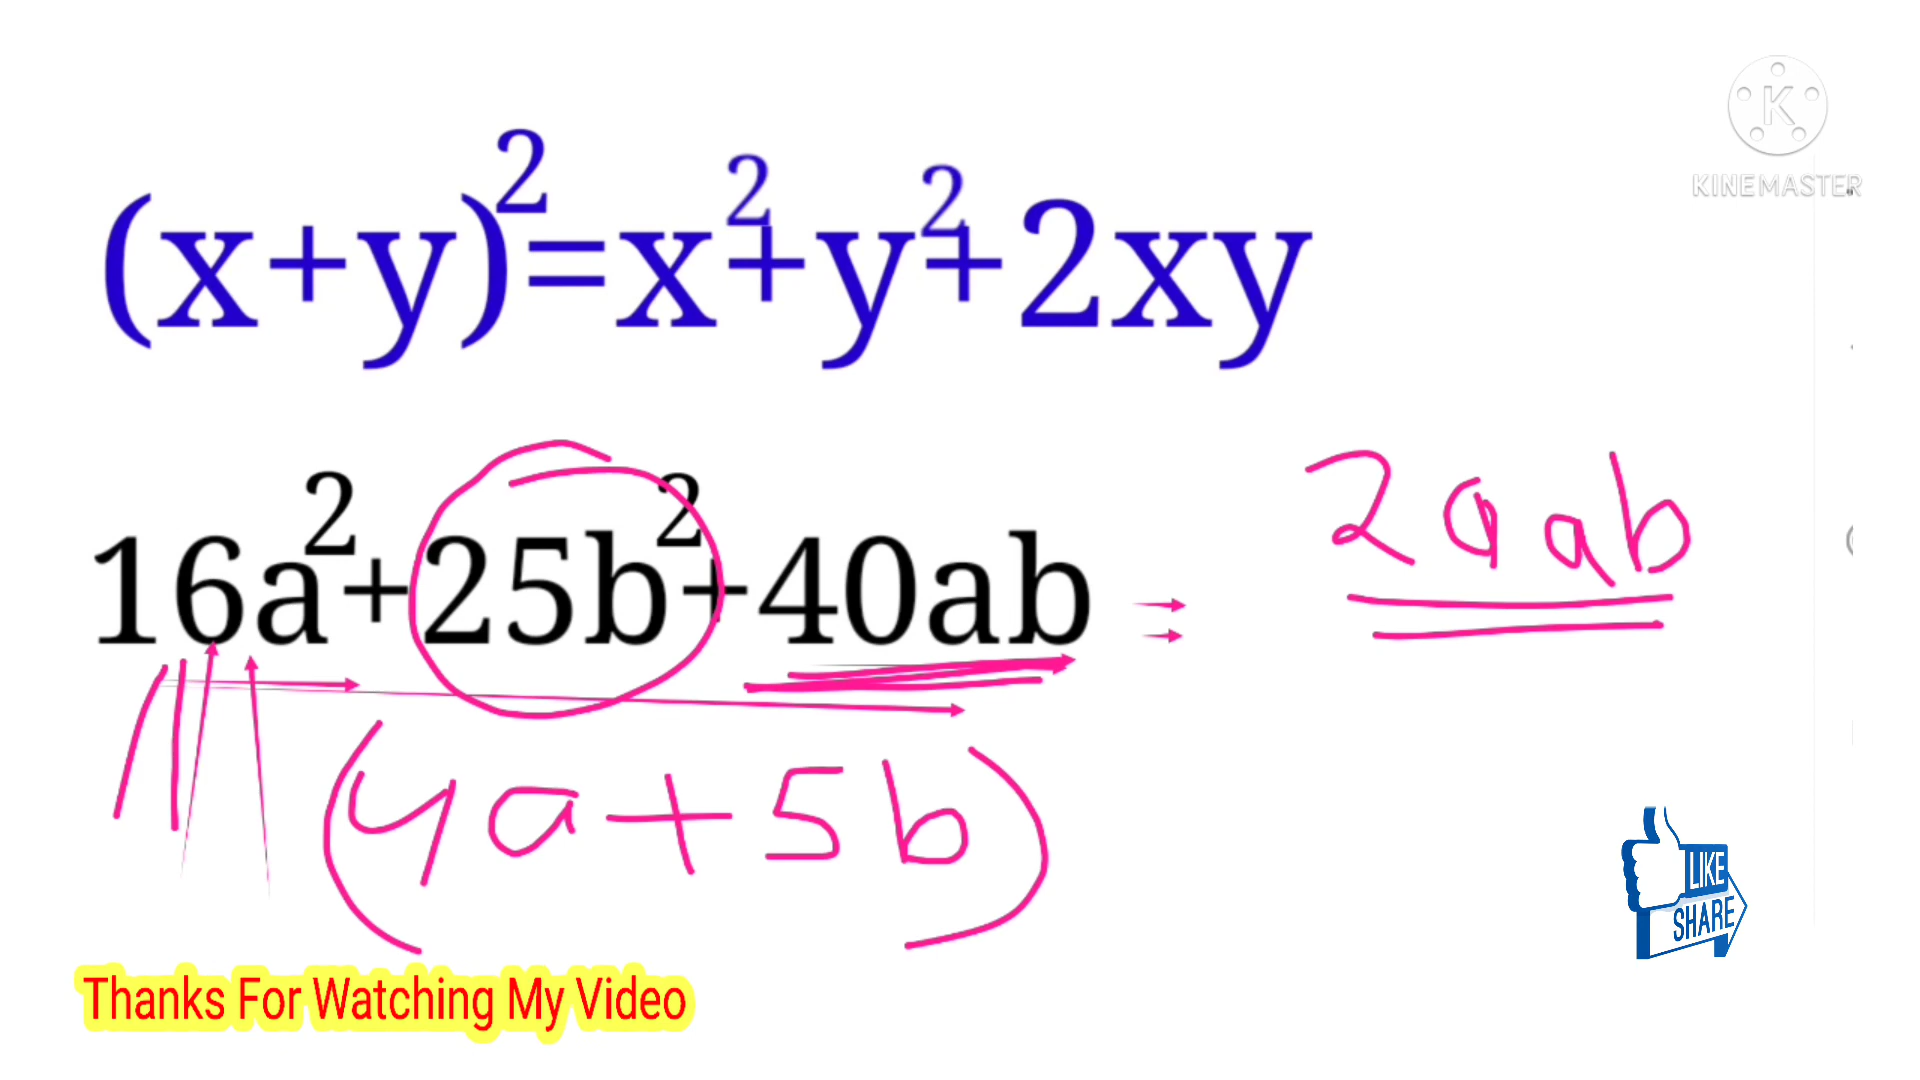 KINEMASTER
(x+y)²=x²+y²+2xy
16a²+25b²+40ab
2aab
(4a+5b)
LIKE
SHARE
Thanks For Watching My Video